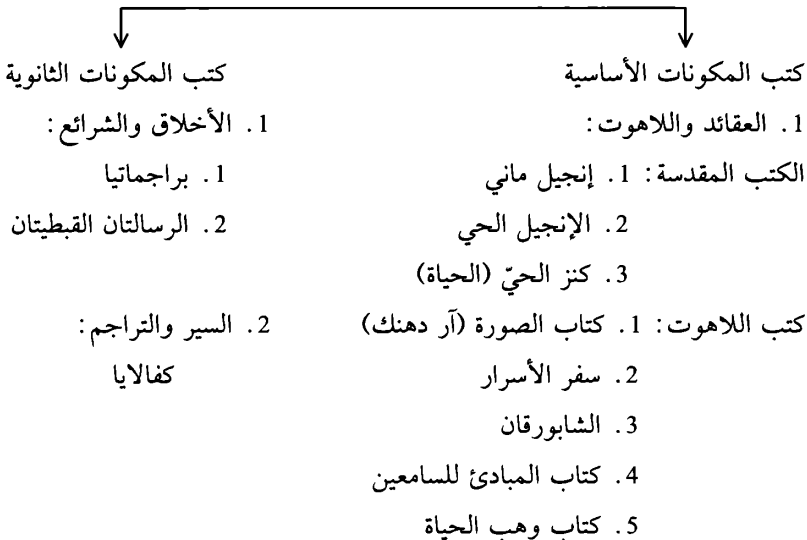 كتب المكونات الأساسية
1. العقائد واللاهوت:
الكتب المقدسة: 1. إنجيل ماني
2. الإنجيل الحي
3. كنز الحيّ (الحياة)
كتب اللاهوت: 1. كتاب الصورة (آر دهنك)
2. سفر الأسرار
3. الشابورقان
4. كتاب المبادئ للسامعين
5. كتاب وهب الحياة
كتب المكونات الثانوية
1. الأخلاق والشرائع:
1. براجماتيا
2. الرسالتان القبطيتان
2. السير والتراجم:
كفالايا